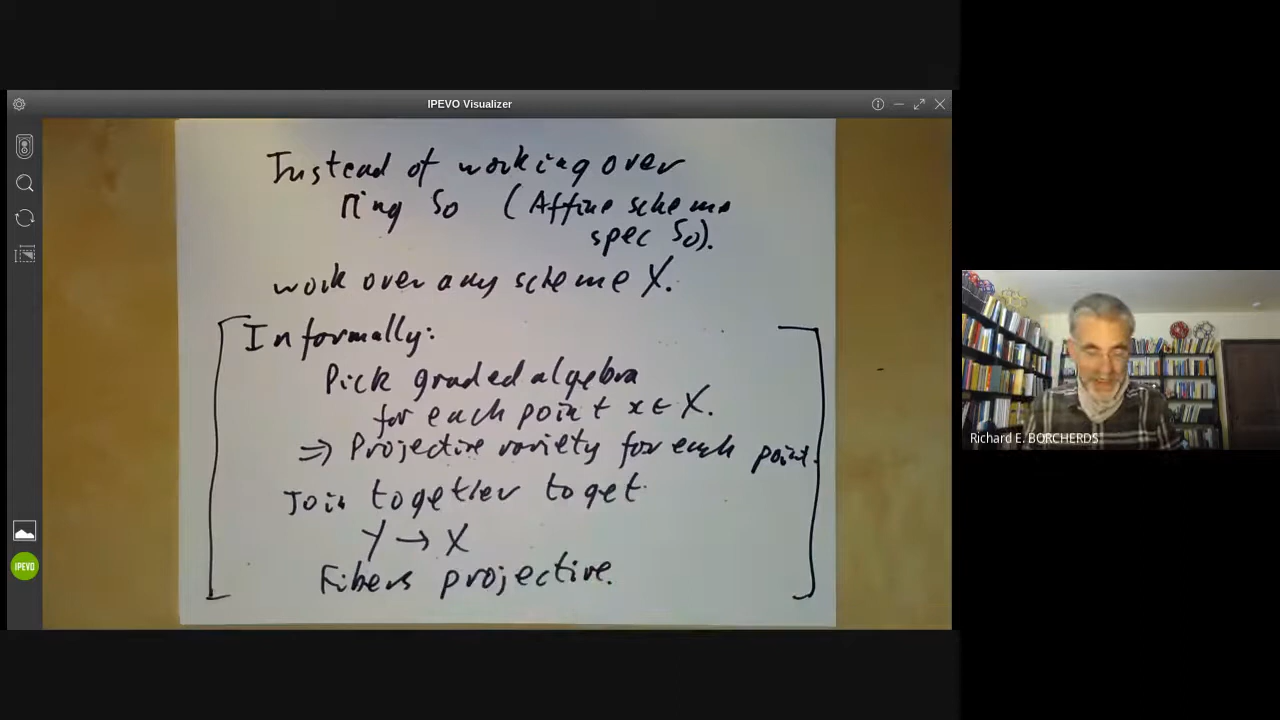 IPEVO Visualizer
Instead of working over
ring S₀ (Affine scheme
spec S₀).
work over any scheme X.
Informally:
Pick graded algebra
for each point x ∈ X.
⇒ Projective variety for each point.
Join together to get
Y → X
Fibers projective.
Richard E. BORCHERDS
IPEVO